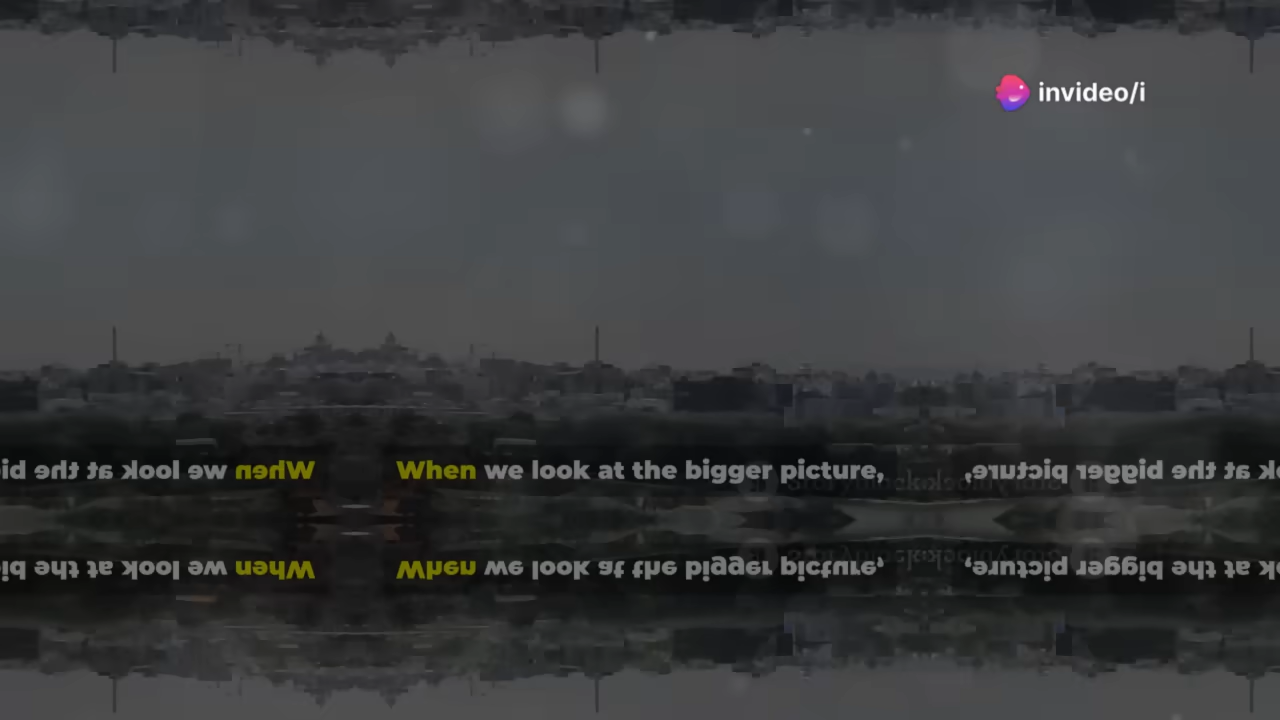 invideo/i
When we look at the bigger picture,